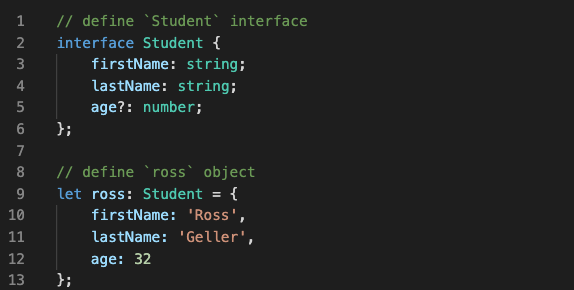 1 // define `Student` interface
2 interface Student {
3     firstName: string;
4     lastName: string;
5     age?: number;
6 };
7
8 // define `ross` object
9 let ross: Student = {
10     firstName: 'Ross',
11     lastName: 'Geller',
12     age: 32
13 };